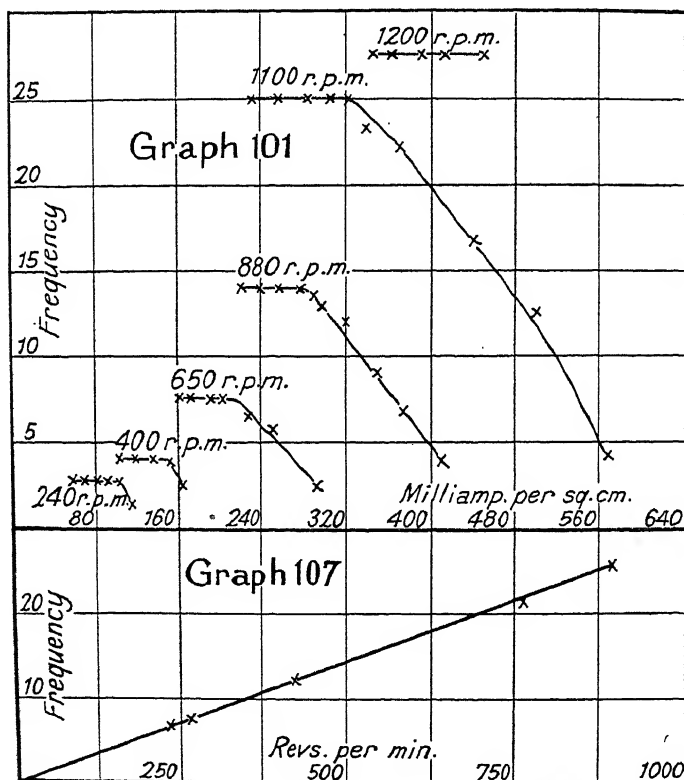 1200 r.p.m.
1100 r.p.m.
25
Graph 101
20
Frequency
15
880 r.p.m.
10
650 r.p.m.
5
400 r.p.m.
240 r.p.m.
Milliamp. per sq. cm.
80 160 240 320 400 480 560 640
Graph 107
20
Frequency
10
Revs. per min.
250 500 750 1000